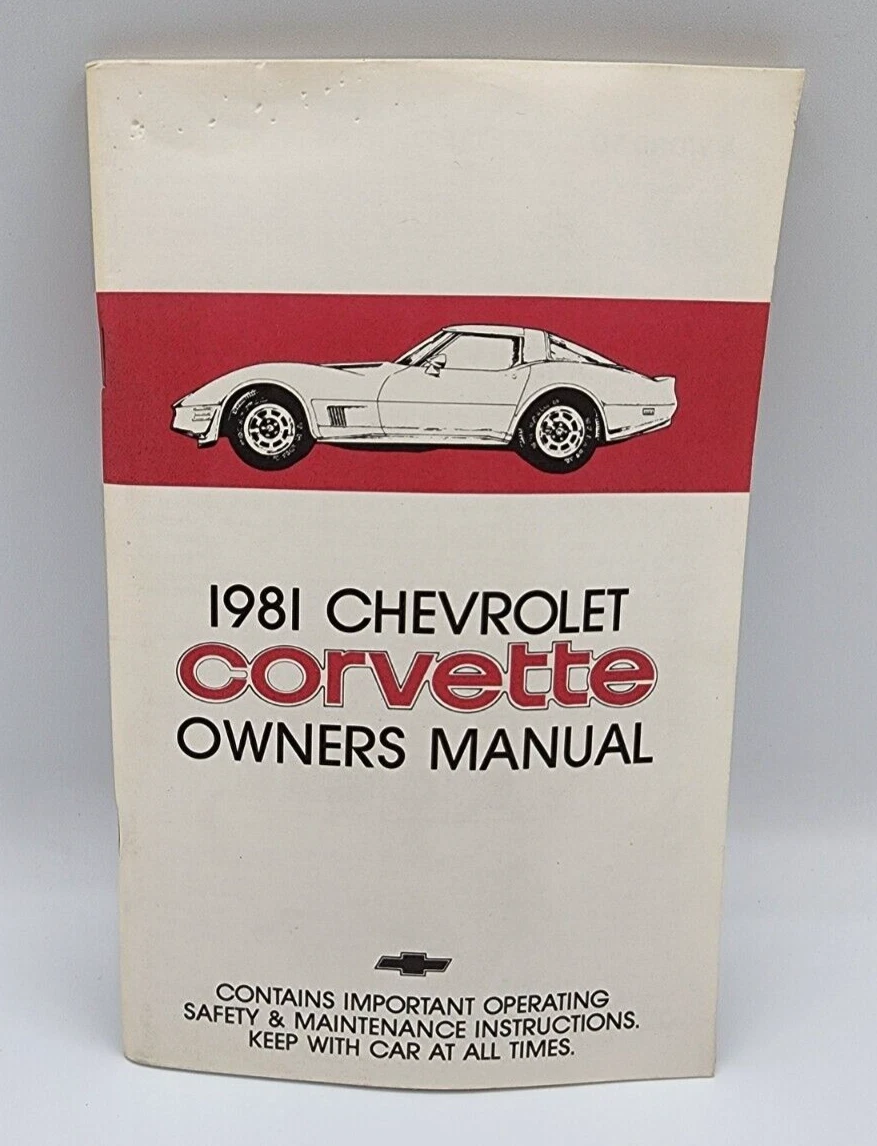 1981 CHEVROLET
corvette
OWNERS MANUAL
CONTAINS IMPORTANT OPERATING
SAFETY & MAINTENANCE INSTRUCTIONS.
KEEP WITH CAR AT ALL TIMES.